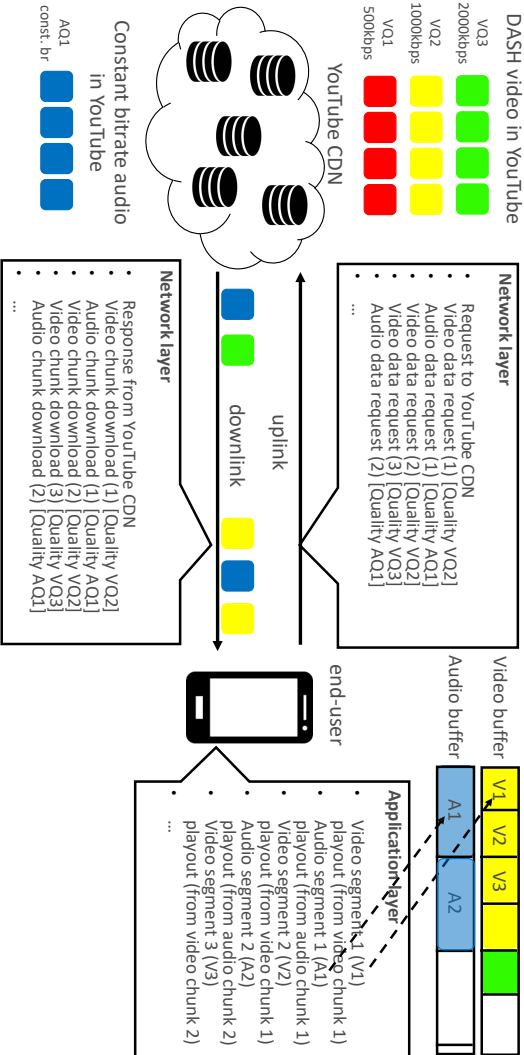 DASH video in YouTube
VQ3
2000kbps
VQ2
1000kbps
VQ1
500kbps
YouTube CDN
Constant bitrate audio
in YouTube
AQ1
const. br
Network layer
• Request to YouTube CDN
• Video data request (1) [Quality VQ2]
• Audio data request (1) [Quality AQ1]
• Video data request (2) [Quality VQ2]
• Video data request (3) [Quality VQ3]
• Audio data request (2) [Quality AQ1]
...
uplink
downlink
Network layer
• Response from YouTube CDN
• Video chunk download (1) [Quality VQ2]
• Audio chunk download (1) [Quality AQ1]
• Video chunk download (2) [Quality VQ2]
• Video chunk download (3) [Quality VQ3]
• Audio chunk download (2) [Quality AQ1]
...
end-user
Video buffer
V1
V2
V3
Audio buffer
A1
A2
Application layer
• Video segment 1 (V1)
playout (from video chunk 1)
• Audio segment 1 (A1)
playout (from audio chunk 1)
• Video segment 2 (V2)
playout (from video chunk 1)
• Audio segment 2 (A2)
playout (from audio chunk 2)
• Video segment 3 (V3)
playout (from video chunk 2)
...